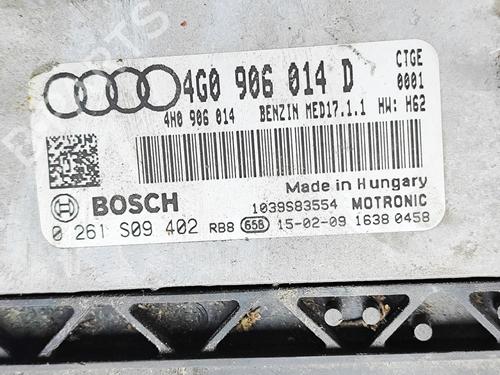 4G0 906 014 D CTGE
0001
4H0 906 014 BENZIN MED17.1.1 HW: H62
Made in Hungary
BOSCH 1039S83554 MOTRONIC
0 261 S09 402 RB8 658 15-02-09 1638 0458